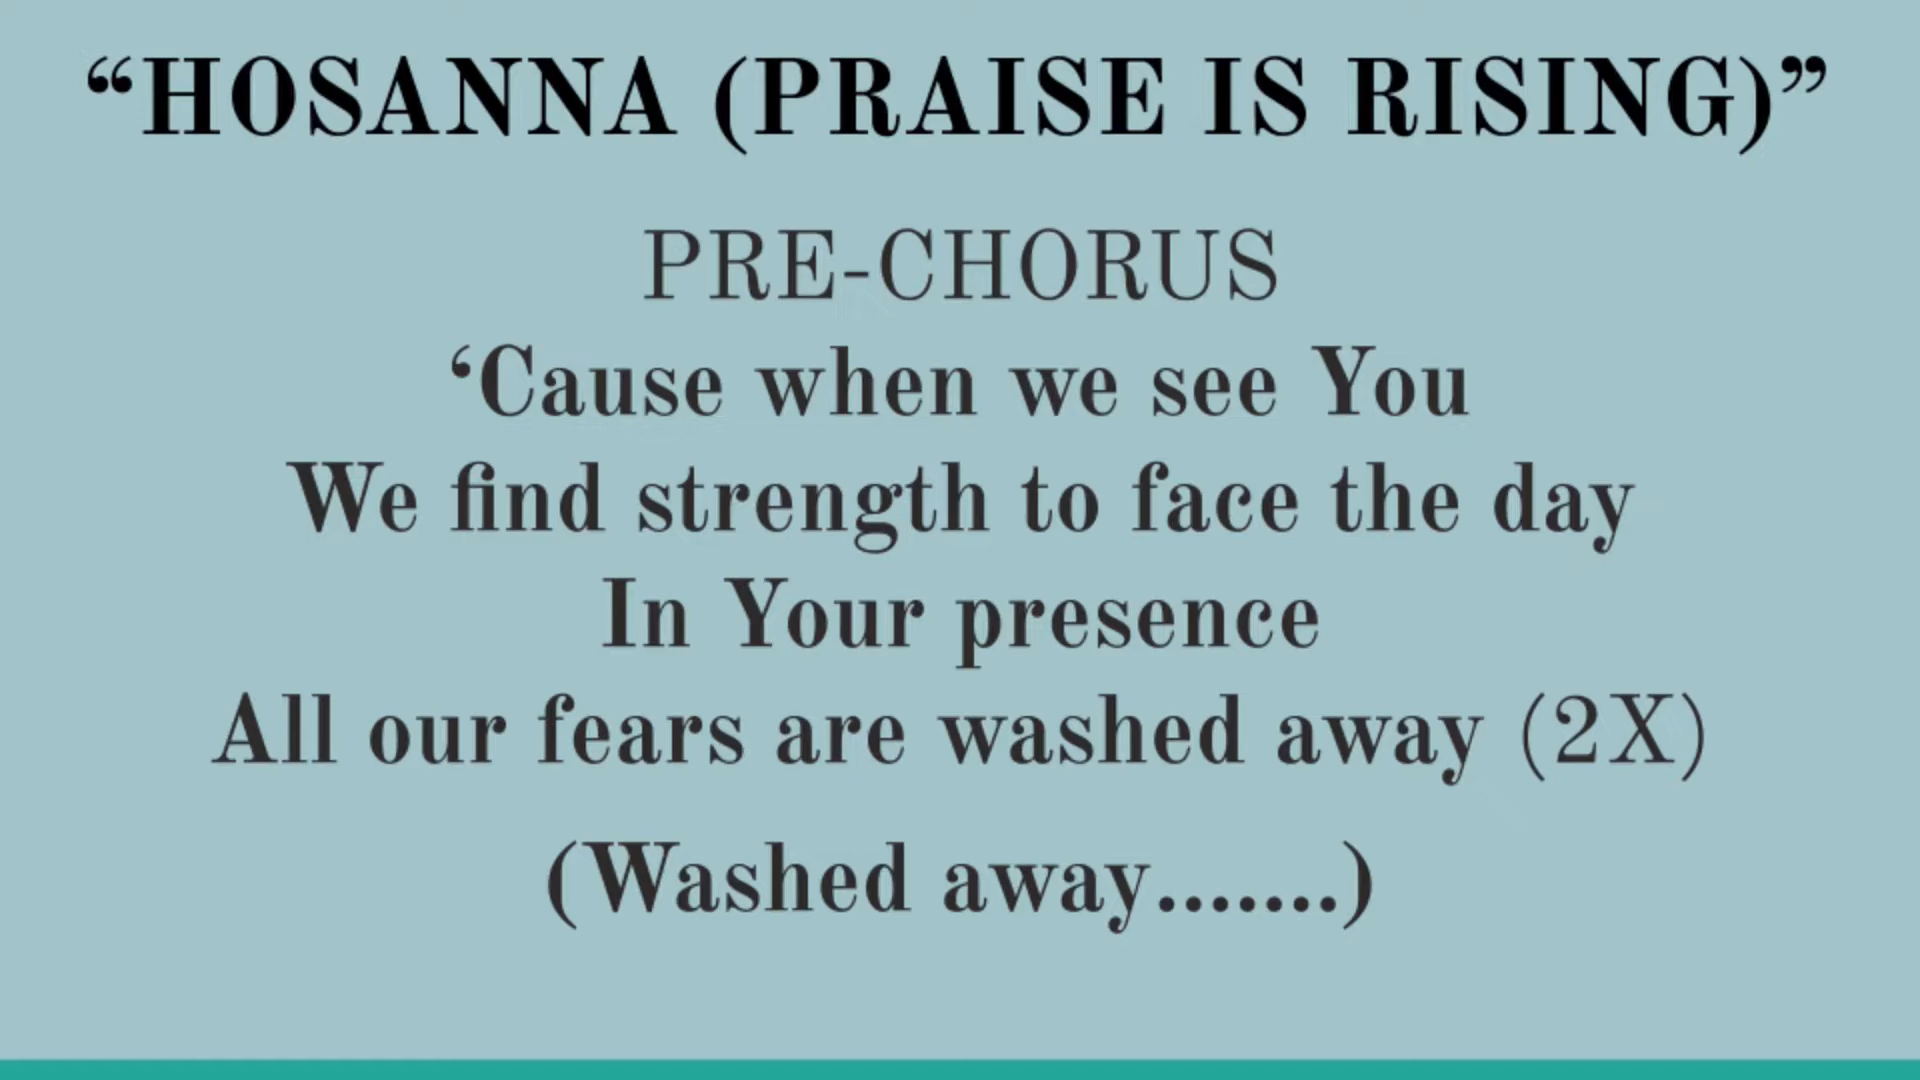 “HOSANNA (PRAISE IS RISING)”
PRE-CHORUS
‘Cause when we see You
We find strength to face the day
In Your presence
All our fears are washed away (2X)
(Washed away.......)